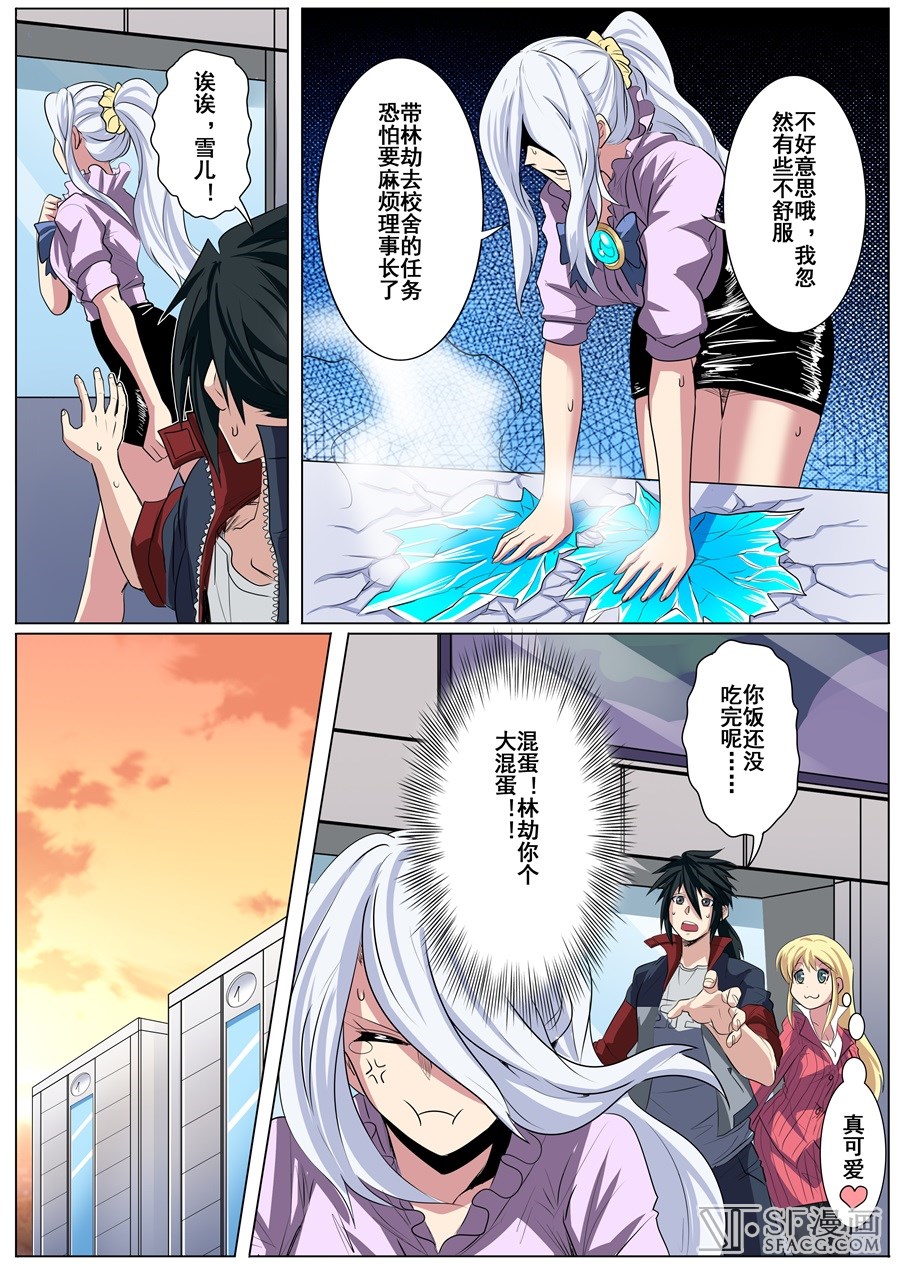 不好意思哦，我忽
然有些不舒服
带林劫去校舍的任务
恐怕要麻烦理事长了
诶诶，雪儿！
你饭还没
吃完呢……
混蛋！林劫你个
大混蛋！！
真可爱
SF漫画
SFACG.COM